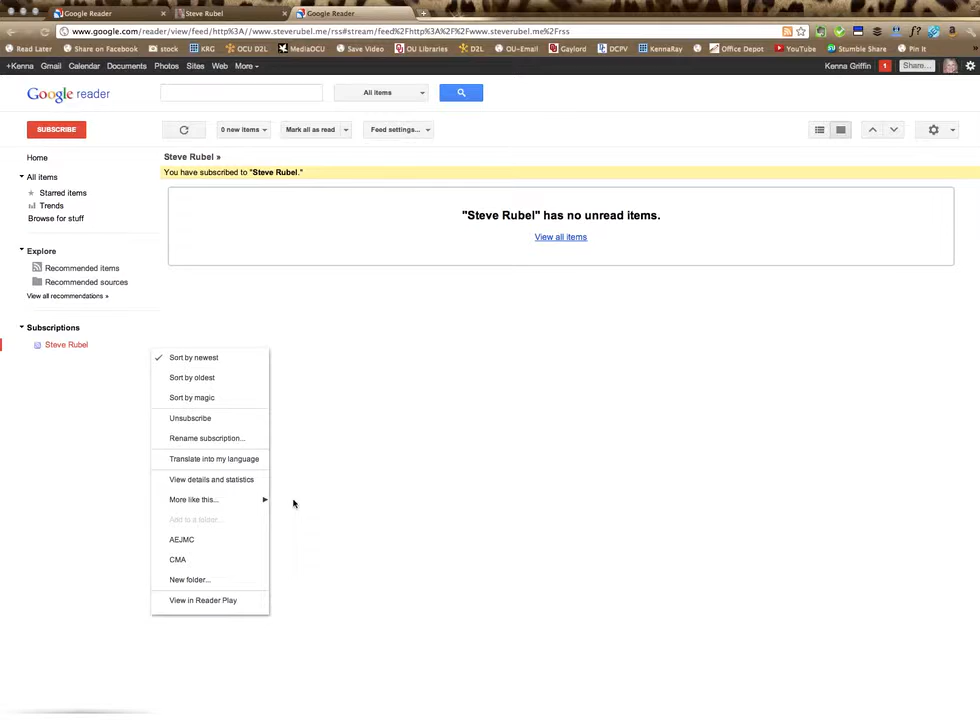 Google Reader
Steve Rubel
Google Reader
www.google.com/reader/view/feed/http%3A//www.steverubel.me/rss#stream/feed%2Fhttp%3A%2F%2Fwww.steverubel.me%2Frss
Read Later Share on Facebook stock KRG OCU D2L MediaOCU Save Video OU Libraries D2L OU-Email Gaylord DCPV KennaRay Office Depot YouTube Stumble Share Pin It
+Kenna Gmail Calendar Documents Photos Sites Web More Kenna Griffin 1 Share...
Google reader
All items
SUBSCRIBE
0 new items Mark all as read Feed settings...
Home
Steve Rubel »
You have subscribed to "Steve Rubel."
All items
Starred items
Trends
Browse for stuff
"Steve Rubel" has no unread items.
View all items
Explore
Recommended items
Recommended sources
View all recommendations »
Subscriptions
Steve Rubel
Sort by newest
Sort by oldest
Sort by magic
Unsubscribe
Rename subscription...
Translate into my language
View details and statistics
More like this...
Add to a folder...
AEJMC
CMA
New folder...
View in Reader Play